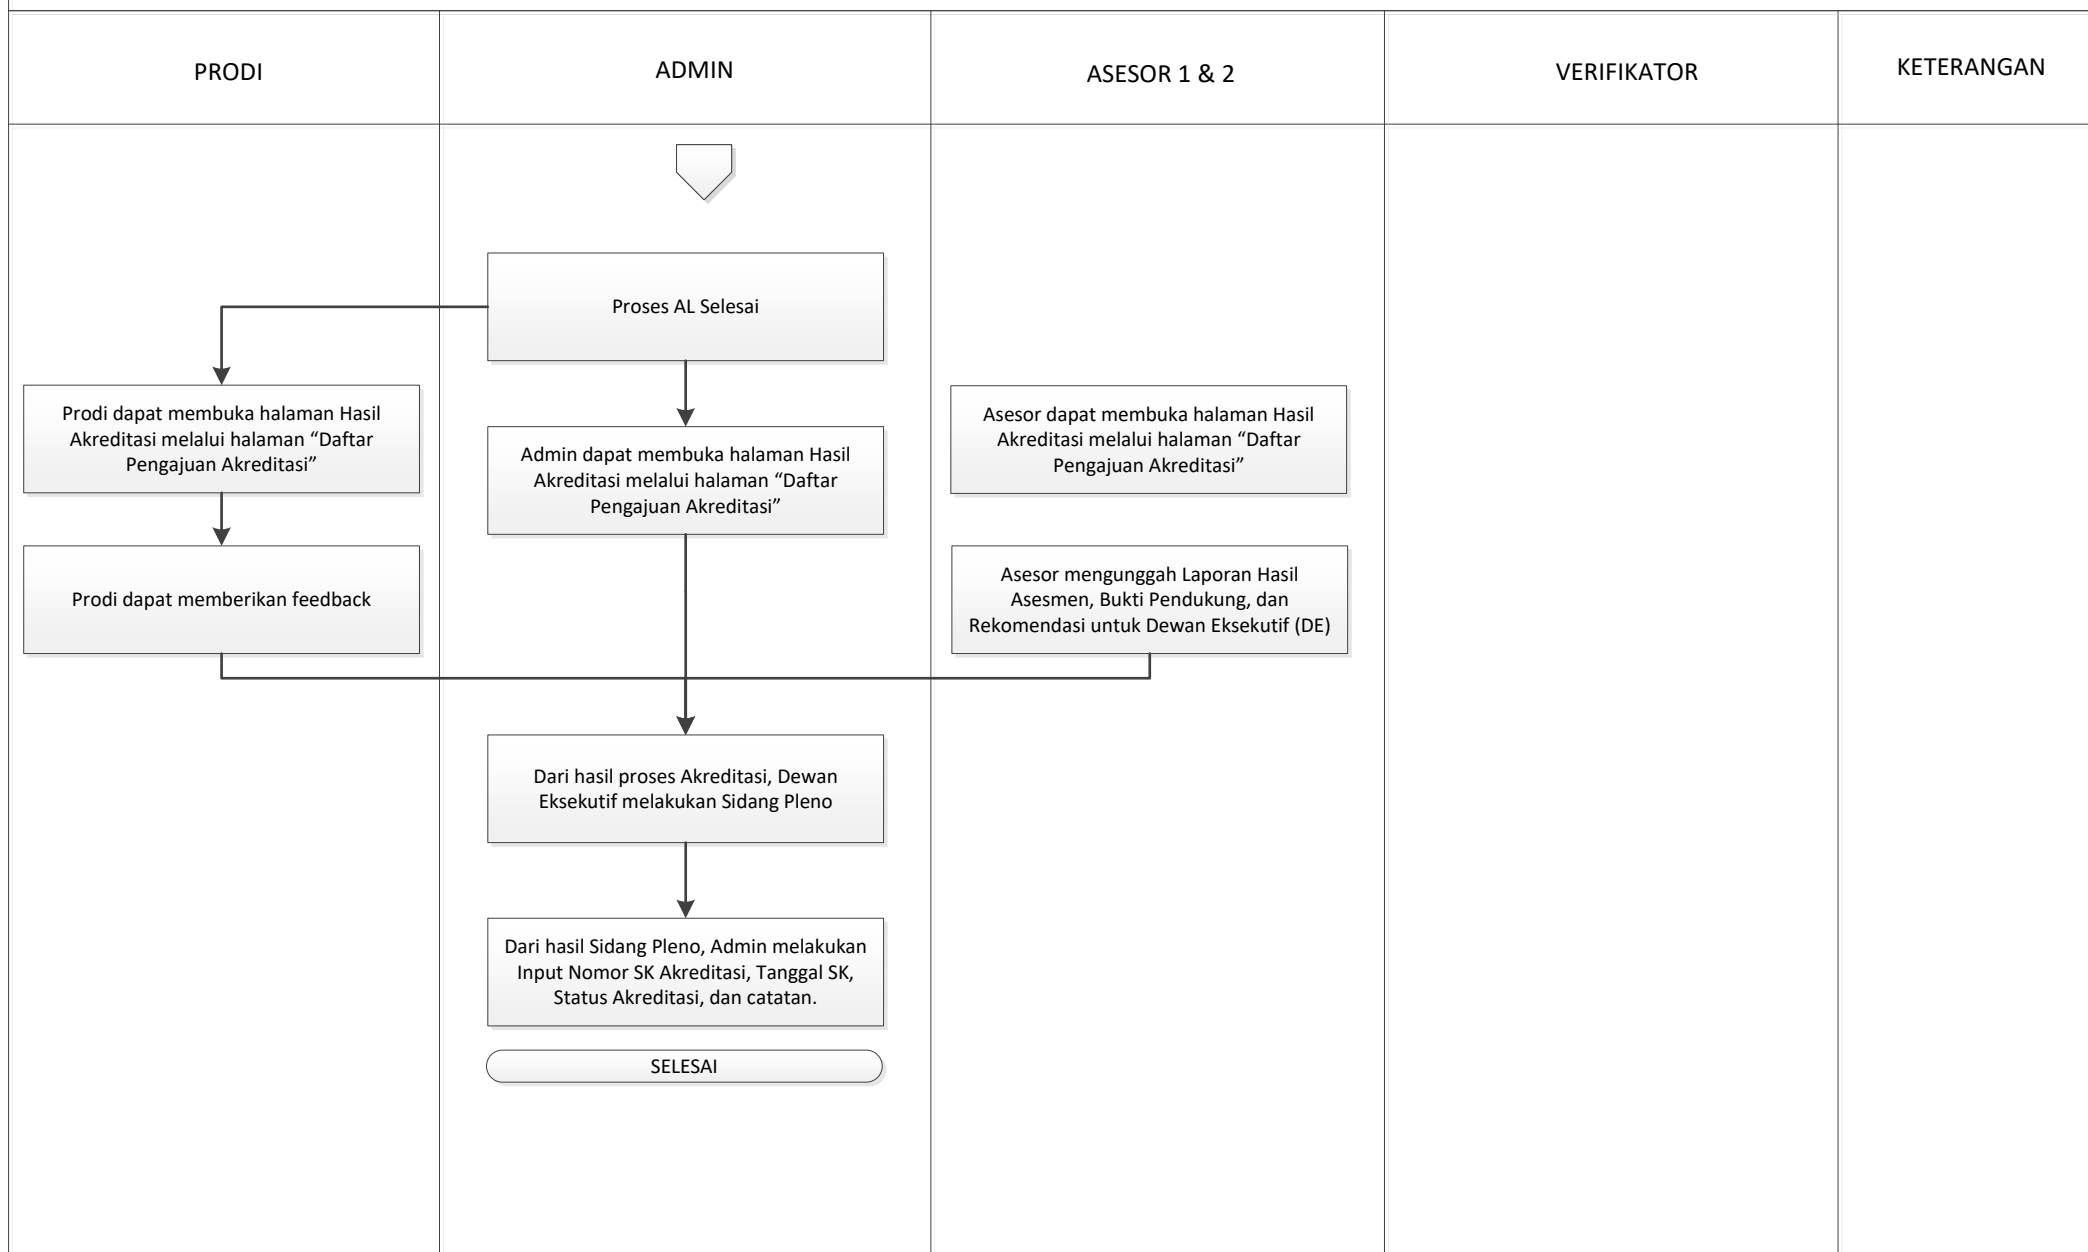 PRODI
ADMIN
ASESOR 1 & 2
VERIFIKATOR
KETERANGAN
Proses AL Selesai
Prodi dapat membuka halaman Hasil
Akreditasi melalui halaman “Daftar
Pengajuan Akreditasi”
Admin dapat membuka halaman Hasil
Akreditasi melalui halaman “Daftar
Pengajuan Akreditasi”
Asesor dapat membuka halaman Hasil
Akreditasi melalui halaman “Daftar
Pengajuan Akreditasi”
Prodi dapat memberikan feedback
Asesor mengunggah Laporan Hasil
Asesmen, Bukti Pendukung, dan
Rekomendasi untuk Dewan Eksekutif (DE)
Dari hasil proses Akreditasi, Dewan
Eksekutif melakukan Sidang Pleno
Dari hasil Sidang Pleno, Admin melakukan
Input Nomor SK Akreditasi, Tanggal SK,
Status Akreditasi, dan catatan.
SELESAI